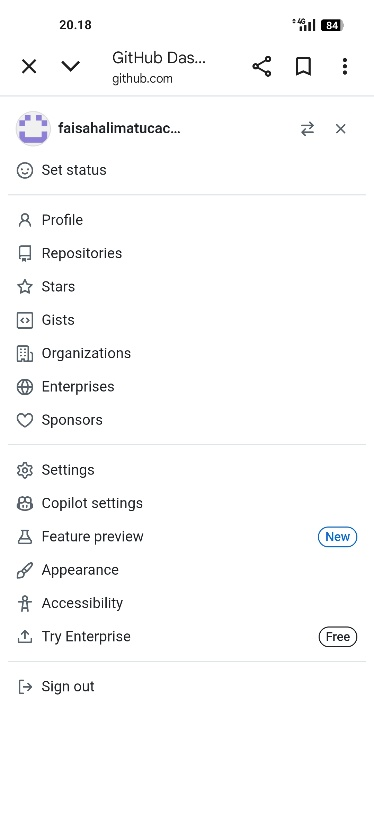 20.18
4G
84
GitHub Das...
github.com
faisahalimatucac...
Set status
Profile
Repositories
Stars
Gists
Organizations
Enterprises
Sponsors
Settings
Copilot settings
Feature preview New
Appearance
Accessibility
Try Enterprise Free
Sign out